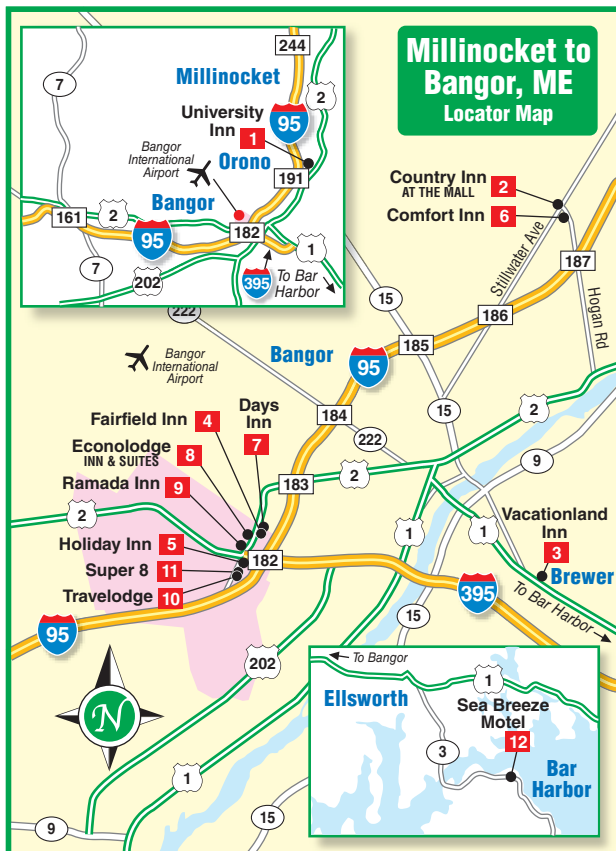 Millinocket to
Bangor, ME
Locator Map
244
7
Millinocket
2
95
University
Inn
1
Bangor
International
Airport
Orono
191
Bangor
161
2
182
95
1
7
202
395
To Bar
Harbor
Country Inn
AT THE MALL
2
Comfort Inn
6
Stillwater Ave
187
Hogan Rd
15
186
222
185
Bangor
International
Airport
Bangor
95
15
184
2
222
9
Fairfield Inn
4
Days
Inn
7
Econolodge
INN & SUITES
8
Ramada Inn
9
183
2
2
1
1
Vacationland
Inn
3
Holiday Inn
5
182
Super 8
11
Travelodge
10
Brewer
395
To Bar Harbor
95
15
202
N
1
15
9
To Bangor
Ellsworth
1
Sea Breeze
Motel
12
3
Bar
Harbor